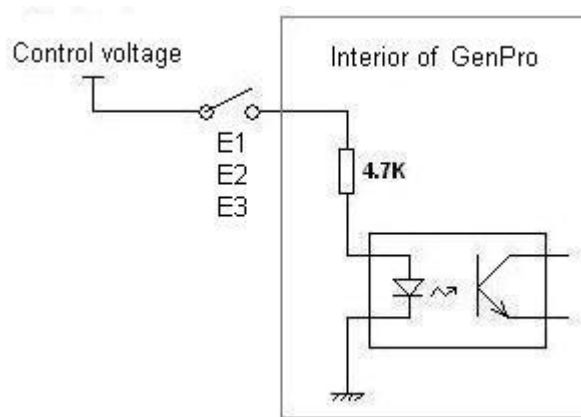 Control voltage
Interior of GenPro
E1
E2
E3
4.7K